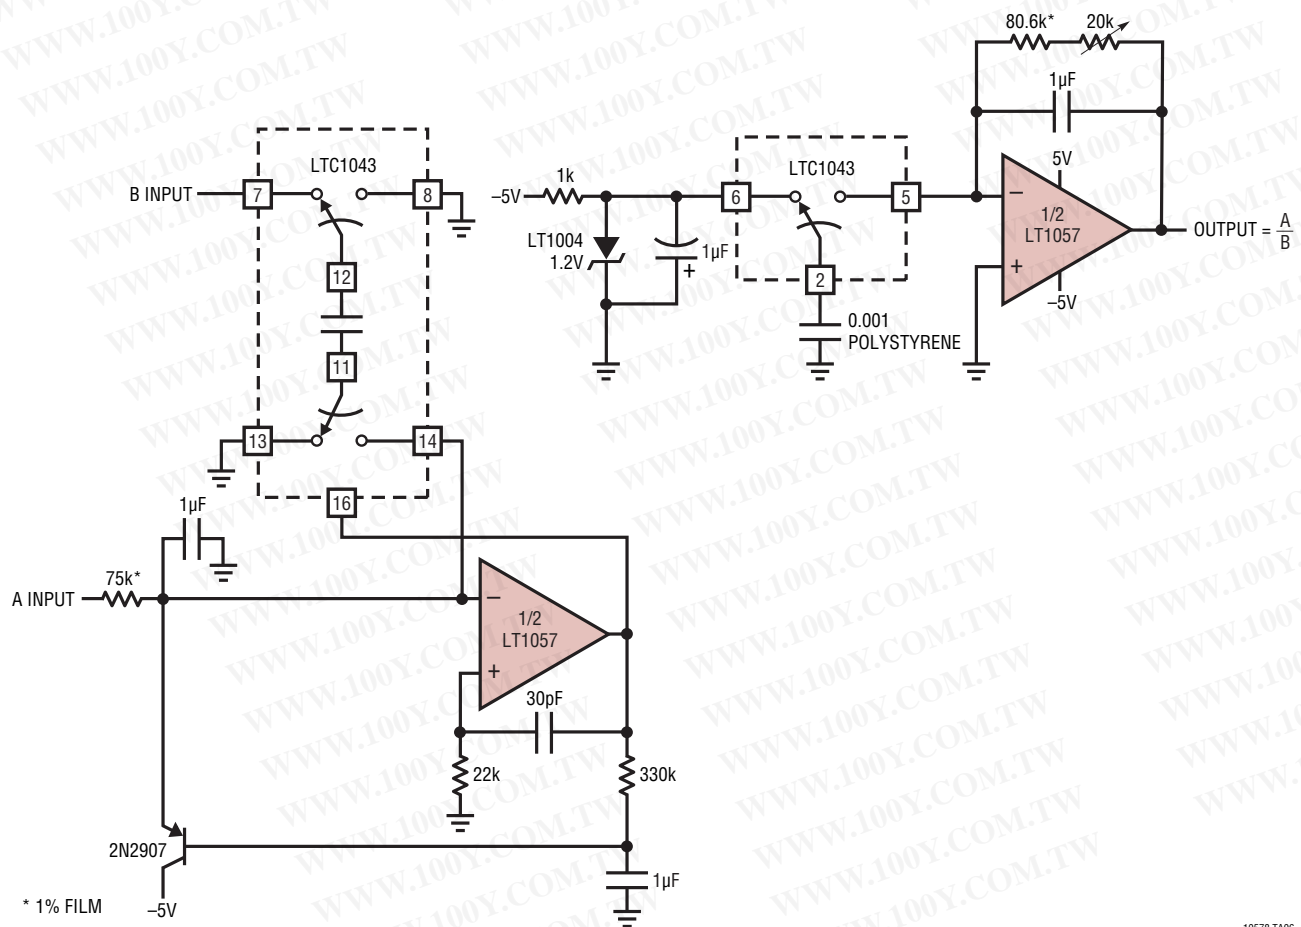 80.6k*
20k
1µF
5V
1/2
LT1057
–5V
OUTPUT = A/B
LTC1043
B INPUT
7
8
12
11
13
14
16
–5V
1k
LT1004
1.2V
1µF
+
LTC1043
6
5
2
0.001
POLYSTYRENE
–
+
1µF
75k*
A INPUT
–
+
1/2
LT1057
30pF
22k
330k
2N2907
–5V
1µF
* 1% FILM
WWW.100Y.COM.TW